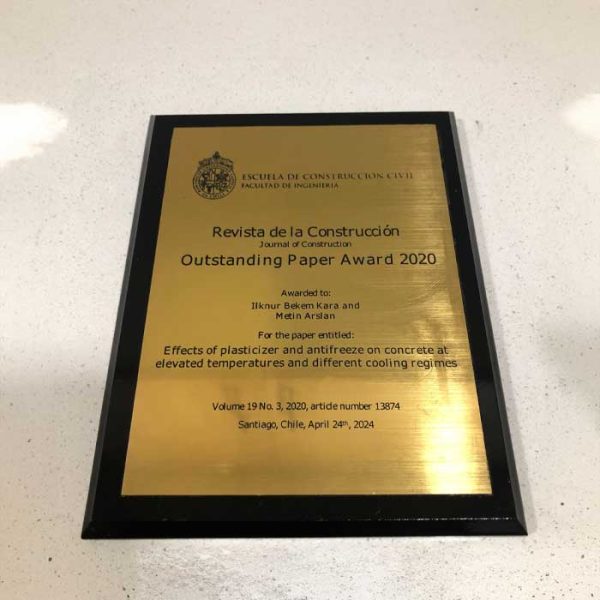 ESCUELA DE CONSTRUCCION CIVIL
FACULTAD DE INGENIERIA
Revista de la Construcción
Journal of Construction
Outstanding Paper Award 2020
Awarded to:
Ilknur Bekem Kara and
Metin Arslan
For the paper entitled:
Effects of plasticizer and antifreeze on concrete at
elevated temperatures and different cooling regimes
Volume 19 No. 3, 2020, article number 13874
Santiago, Chile, April 24th, 2024